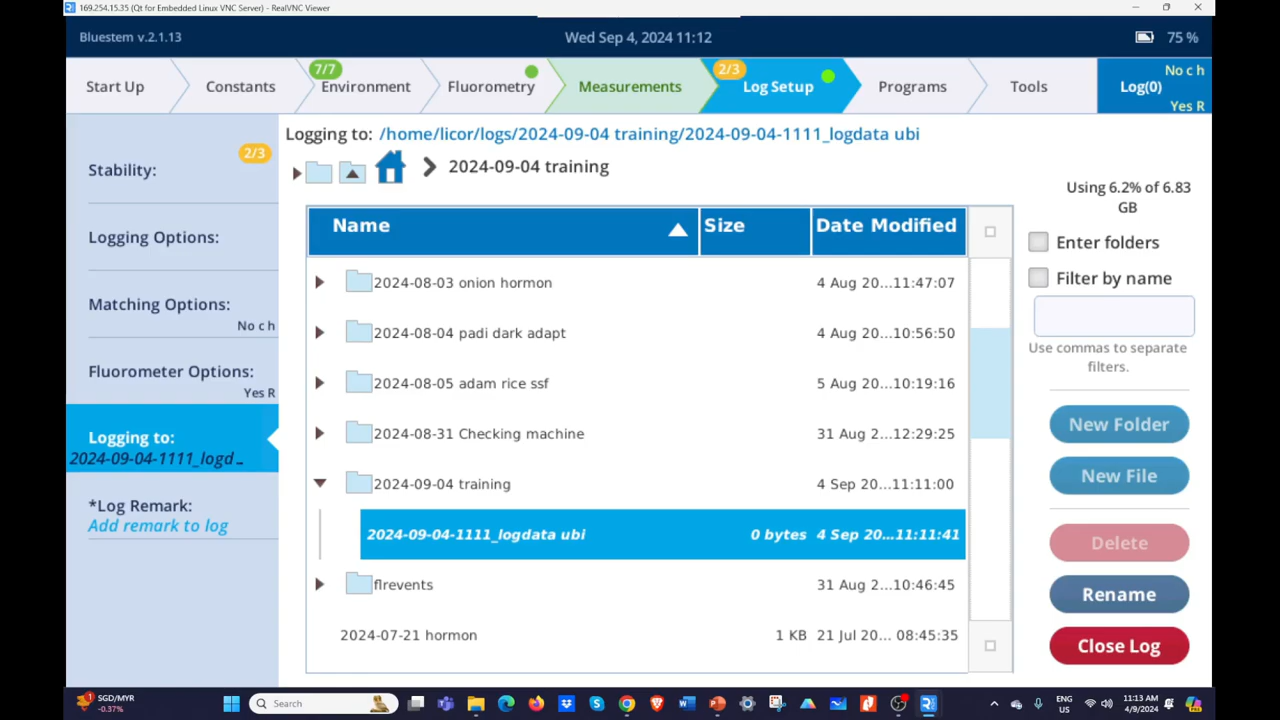 169.254.15.35 (Qt for Embedded Linux VNC Server) - RealVNC Viewer
Bluestem v.2.1.13
Wed Sep 4, 2024 11:12
75 %
Start Up
Constants
7/7
Environment
Fluorometry
Measurements
2/3
Log Setup
Programs
Tools
No c h
Log(0)
Yes R
Logging to: /home/licor/logs/2024-09-04 training/2024-09-04-1111_logdata ubi
2024-09-04 training
2/3
Stability:
Logging Options:
Matching Options:
No c h
Fluorometer Options:
Yes R
Logging to:
2024-09-04-1111_logd ...
*Log Remark:
Add remark to log
Name Size Date Modified
2024-08-03 onion hormon 4 Aug 20...11:47:07
2024-08-04 padi dark adapt 4 Aug 20...10:56:50
2024-08-05 adam rice ssf 5 Aug 20...10:19:16
2024-08-31 Checking machine 31 Aug 2...12:29:25
2024-09-04 training 4 Sep 20...11:11:00
2024-09-04-1111_logdata ubi 0 bytes 4 Sep 20...11:11:41
flrevents 31 Aug 2...10:46:45
2024-07-21 hormon 1 KB 21 Jul 20... 08:45:35
Using 6.2% of 6.83
GB
Enter folders
Filter by name
Use commas to separate
filters.
New Folder
New File
Delete
Rename
Close Log
1
SGD/MYR
-0.37%
Search
ENG
US
11:13 AM
4/9/2024